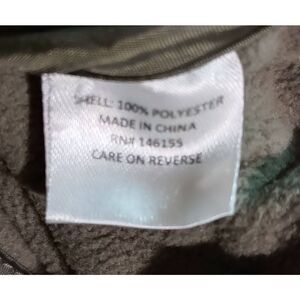 SHELL: 100% POLYESTER
MADE IN CHINA
RN# 146155
CARE ON REVERSE